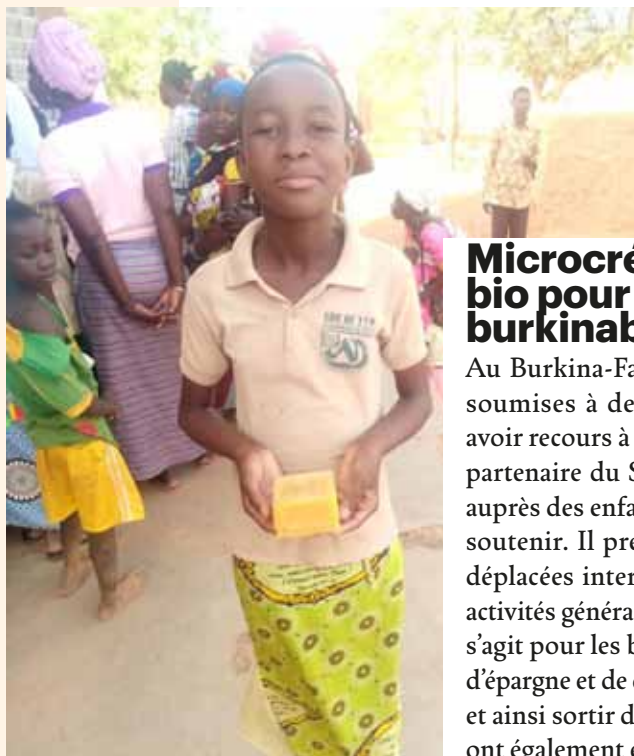 Microcré
bio pour
burkinab
Au Burkina-Fa
soumises à de
avoir recours à
partenaire du S
auprès des enfa
soutenir. Il pre
déplacées inter
activités généra
s’agit pour les b
d’épargne et de
et ainsi sortir d
ont également